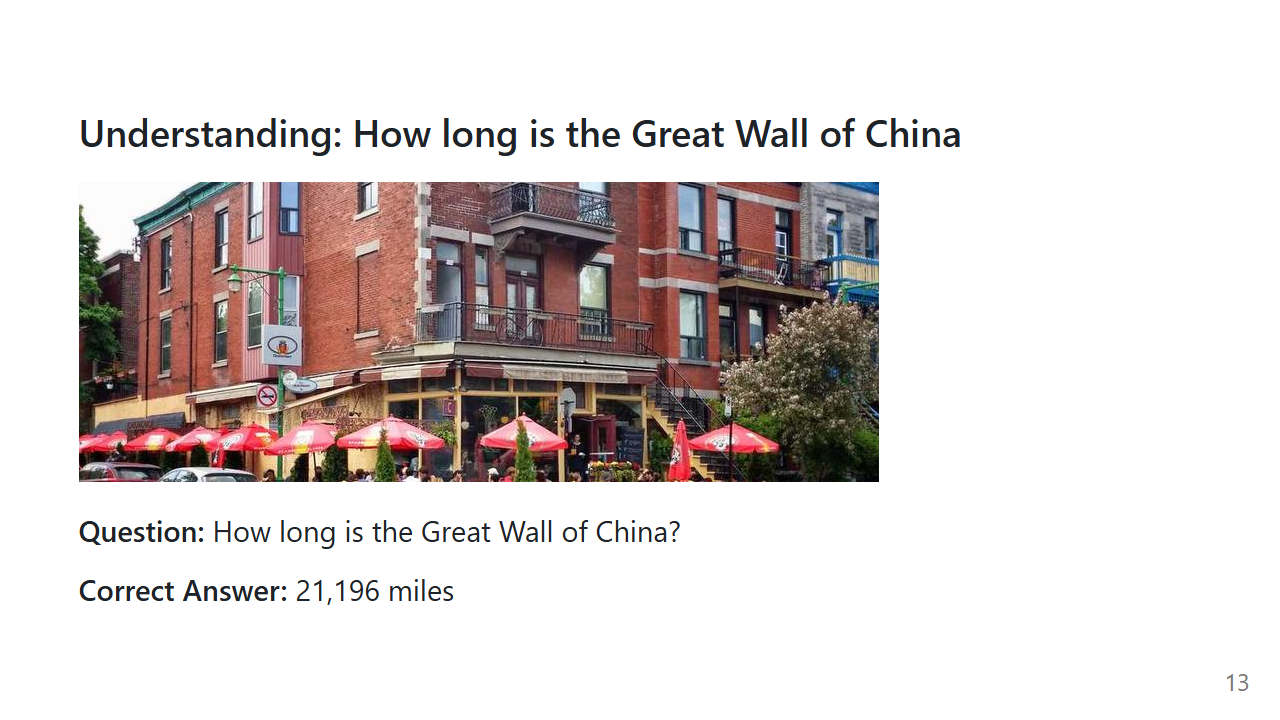 Understanding: How long is the Great Wall of China
Question: How long is the Great Wall of China?
Correct Answer: 21,196 miles
13